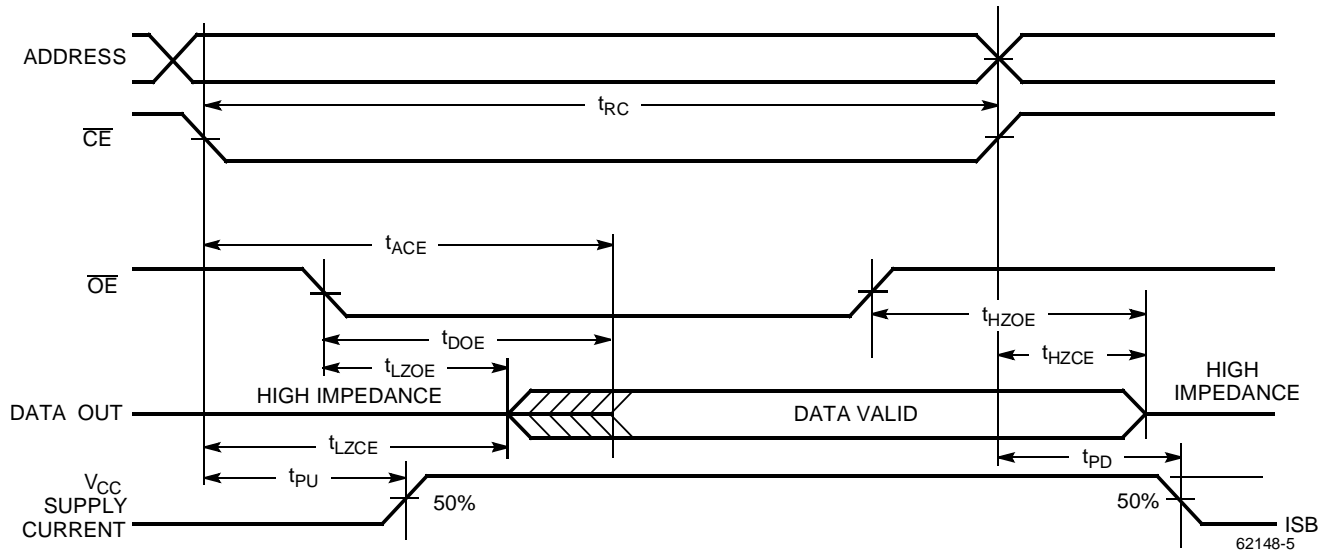 ADDRESS
tRC
CE
tACE
OE
tHZOE
tDOE
tHZCE
tLZOE
HIGH IMPEDANCE
HIGH
IMPEDANCE
DATA OUT
DATA VALID
tLZCE
tPD
tPU
VCC
SUPPLY
CURRENT
50%
50%
ISB
62148-5